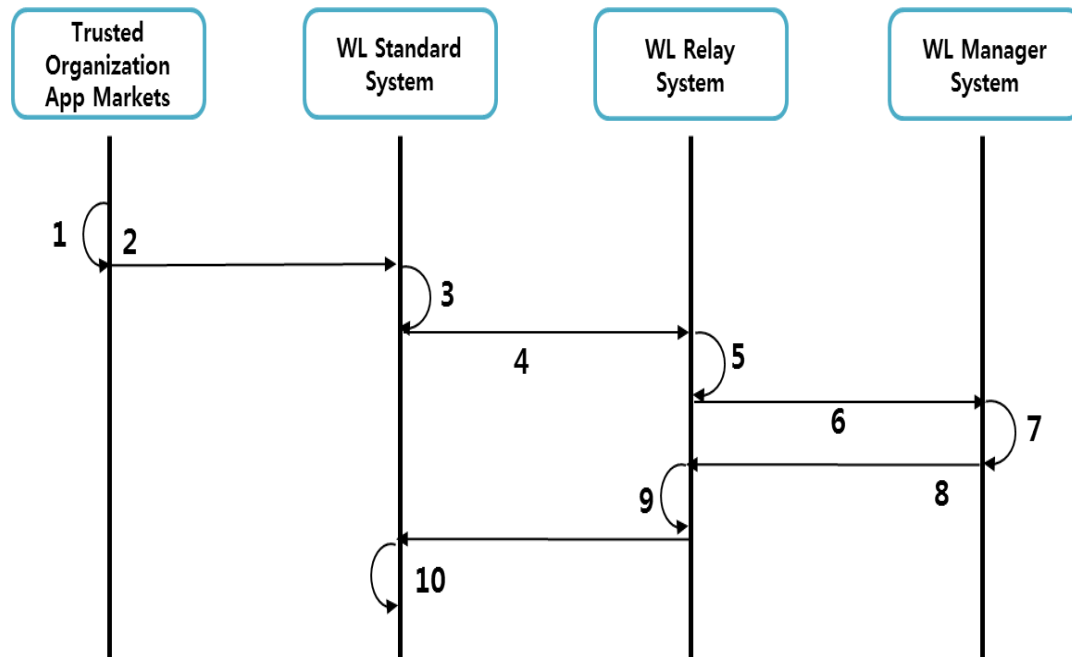 Trusted
Organization
App Markets
WL Standard
System
WL Relay
System
WL Manager
System
1
2
3
4
5
6
7
8
9
10